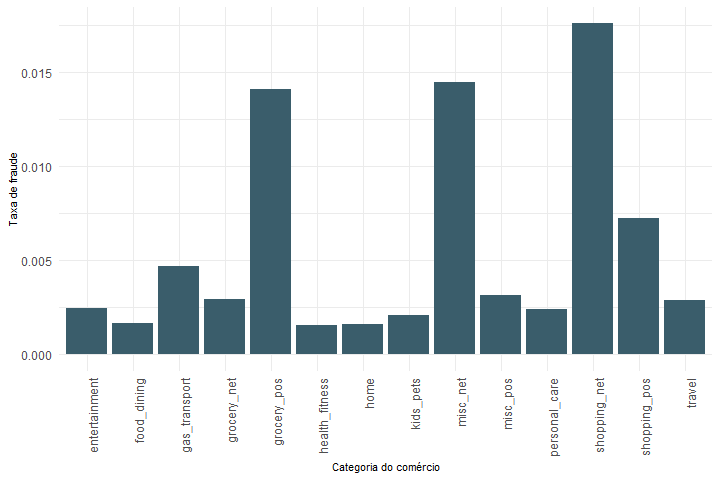 Taxa de fraude
0.015
0.010
0.005
0.000
entertainment
food_dining
gas_transport
grocery_net
grocery_pos
health_fitness
home
kids_pets
misc_net
misc_pos
personal_care
shopping_net
shopping_pos
travel
Categoria do comércio